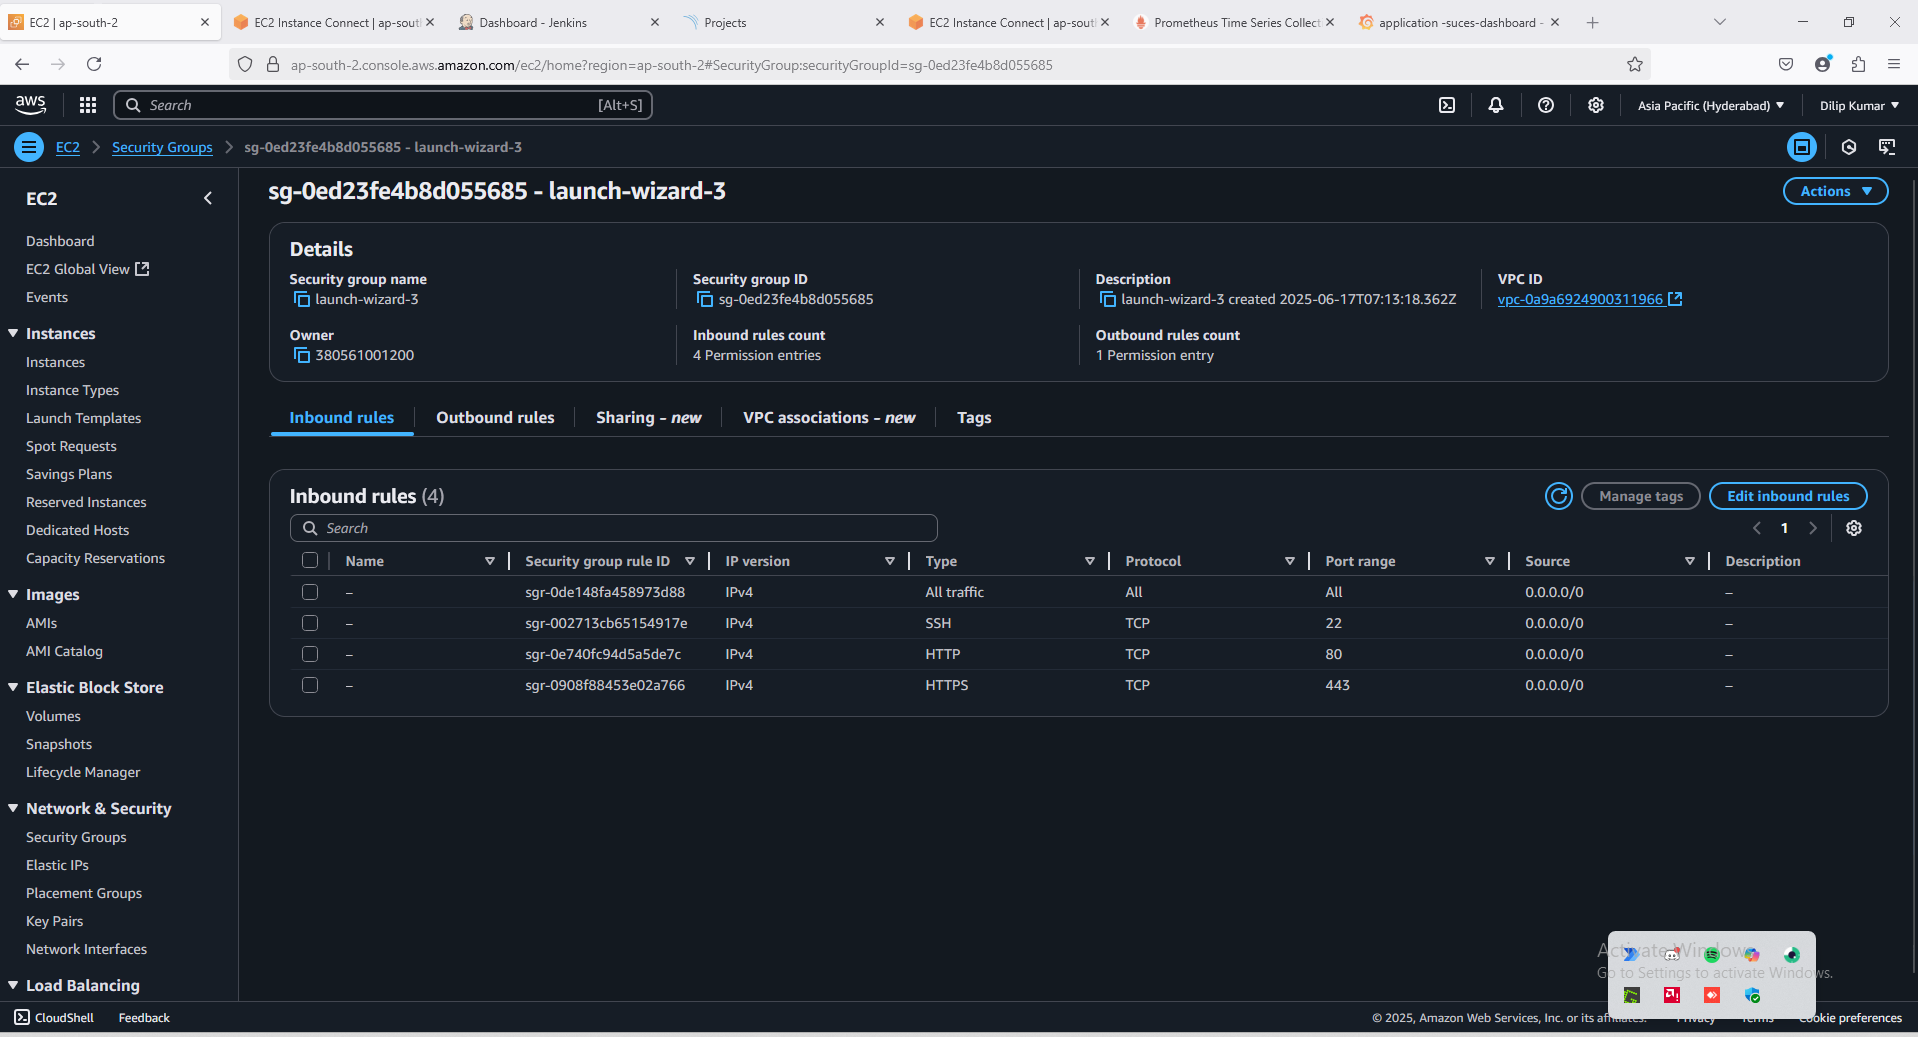 EC2 | ap-south-2
EC2 Instance Connect | ap-sout
Dashboard - Jenkins
Projects
EC2 Instance Connect | ap-sout
Prometheus Time Series Collect
application -suces-dashboard -
ap-south-2.console.aws.amazon.com/ec2/home?region=ap-south-2#SecurityGroup:securityGroupId=sg-0ed23fe4b8d055685
aws
Search
[Alt+S]
Asia Pacific (Hyderabad)
Dilip Kumar
EC2
Security Groups
sg-0ed23fe4b8d055685 - launch-wizard-3
EC2
Dashboard
EC2 Global View
Events
Instances
Instances
Instance Types
Launch Templates
Spot Requests
Savings Plans
Reserved Instances
Dedicated Hosts
Capacity Reservations
Images
AMIs
AMI Catalog
Elastic Block Store
Volumes
Snapshots
Lifecycle Manager
Network & Security
Security Groups
Elastic IPs
Placement Groups
Key Pairs
Network Interfaces
Load Balancing
sg-0ed23fe4b8d055685 - launch-wizard-3
Actions
Details
Security group name
launch-wizard-3
Security group ID
sg-0ed23fe4b8d055685
Description
launch-wizard-3 created 2025-06-17T07:13:18.362Z
VPC ID
vpc-0a9a6924900311966
Owner
380561001200
Inbound rules count
4 Permission entries
Outbound rules count
1 Permission entry
Inbound rules
Outbound rules
Sharing - new
VPC associations - new
Tags
Inbound rules (4)
Manage tags
Edit inbound rules
Search
1
Name Security group rule ID IP version Type Protocol Port range Source Description
– sgr-0de148fa458973d88 IPv4 All traffic All All 0.0.0.0/0 –
– sgr-002713cb65154917e IPv4 SSH TCP 22 0.0.0.0/0 –
– sgr-0e740fc94d5a5de7c IPv4 HTTP TCP 80 0.0.0.0/0 –
– sgr-0908f88453e02a766 IPv4 HTTPS TCP 443 0.0.0.0/0 –
Activate Windows
Go to Settings to activate Windows.
CloudShell
Feedback
© 2025, Amazon Web Services, Inc. or its affiliates.
Privacy
Terms
Cookie preferences